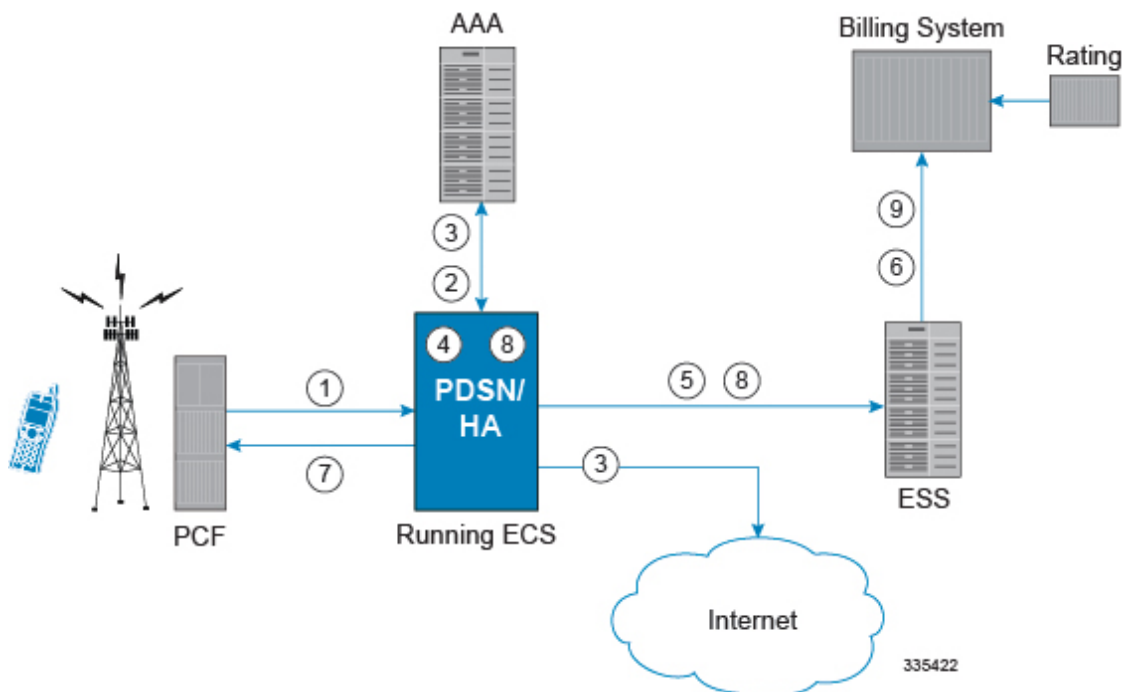 AAA
Billing System
Rating
3
2
9
6
4
8
PDSN/
HA
1
7
5
8
3
PCF
Running ECS
ESS
Internet
335422